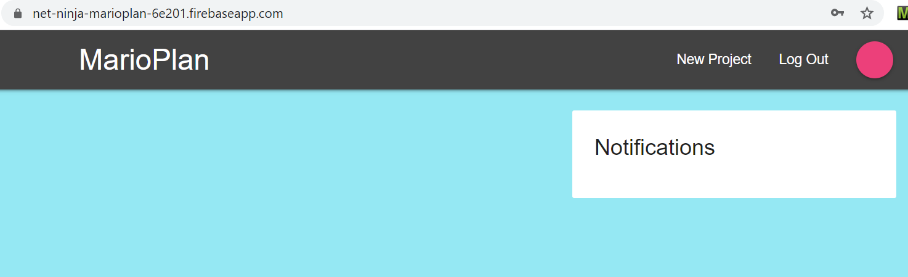 net-ninja-marioplan-6e201.firebaseapp.com
MarioPlan
New Project
Log Out
Notifications